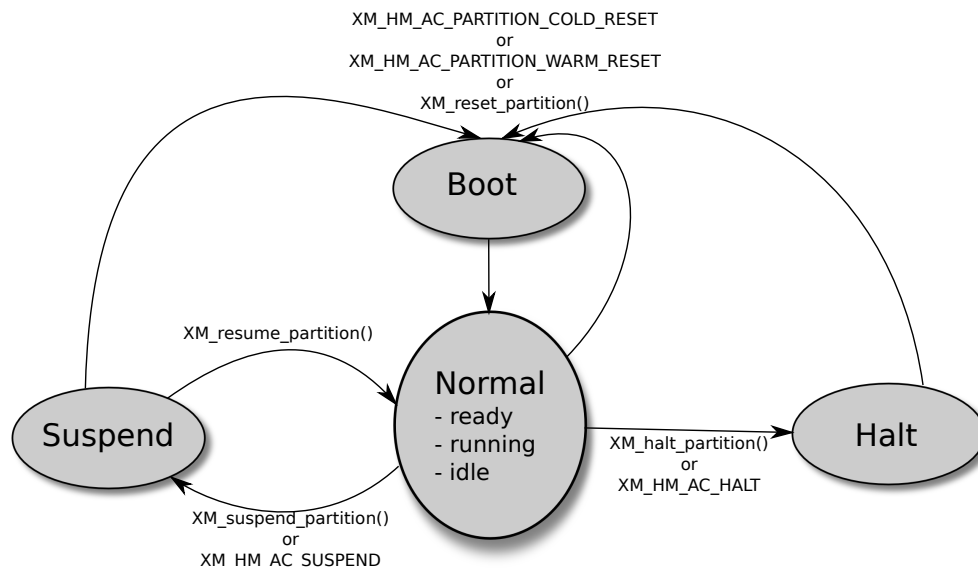 XM_HM_AC_PARTITION_COLD_RESET
or
XM_HM_AC_PARTITION_WARM_RESET
or
XM_reset_partition()
Boot
XM_resume_partition()
Normal
- ready
- running
- idle
Suspend
Halt
XM_halt_partition()
or
XM_HM_AC_HALT
XM_suspend_partition()
or
XM_HM_AC_SUSPEND